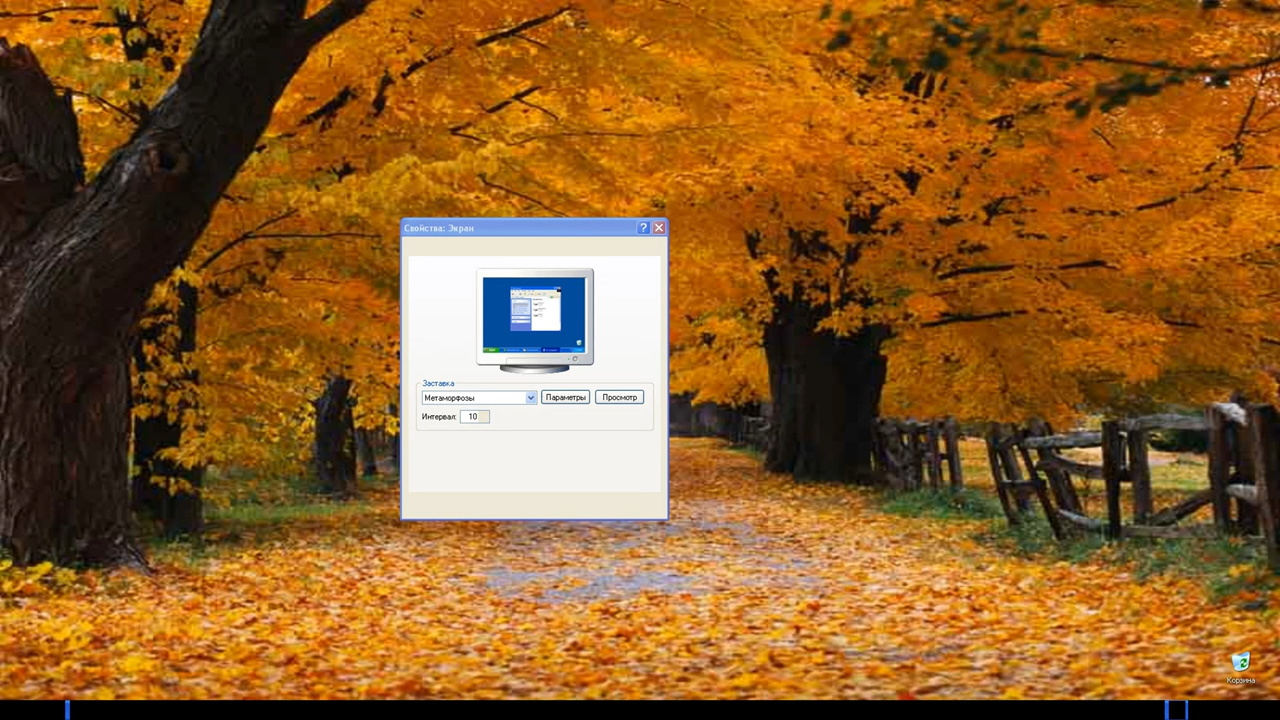 Свойства: Экран
Заставка
Метаморфозы
Параметры
Просмотр
Интервал:
10
Корзина